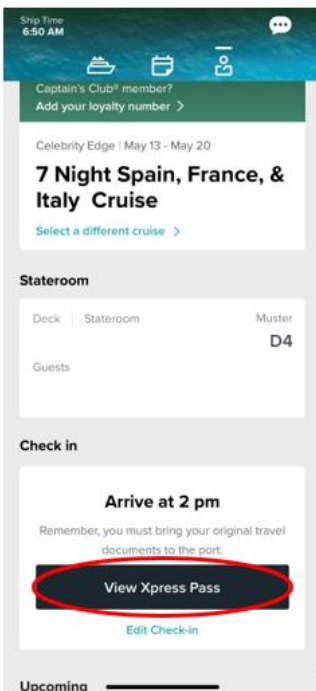 Ship Time
6:50 AM
Captain's Club® member?
Add your loyalty number >
Celebrity Edge | May 13 - May 20
7 Night Spain, France, &
Italy Cruise
Select a different cruise >
Stateroom
Deck | Stateroom Muster
D4
Guests
Check in
Arrive at 2 pm
Remember, you must bring your original travel
documents to the port.
View Xpress Pass
Edit Check-in
Upcoming